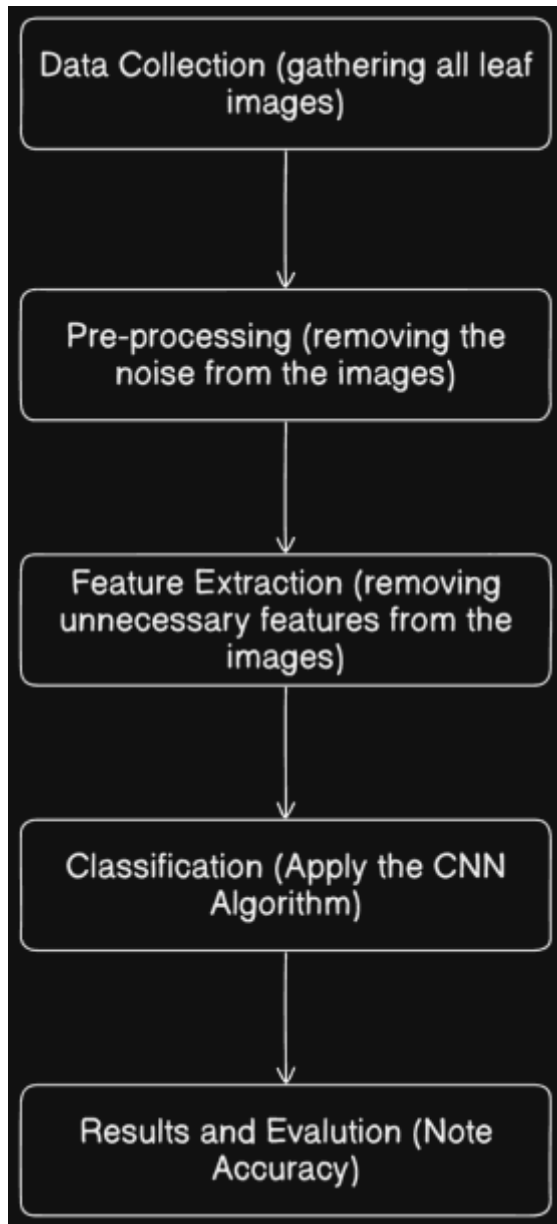 Data Collection (gathering all leaf
images)
Pre-processing (removing the
noise from the images)
Feature Extraction (removing
unnecessary features from the
images)
Classification (Apply the CNN
Algorithm)
Results and Evalution (Note
Accuracy)